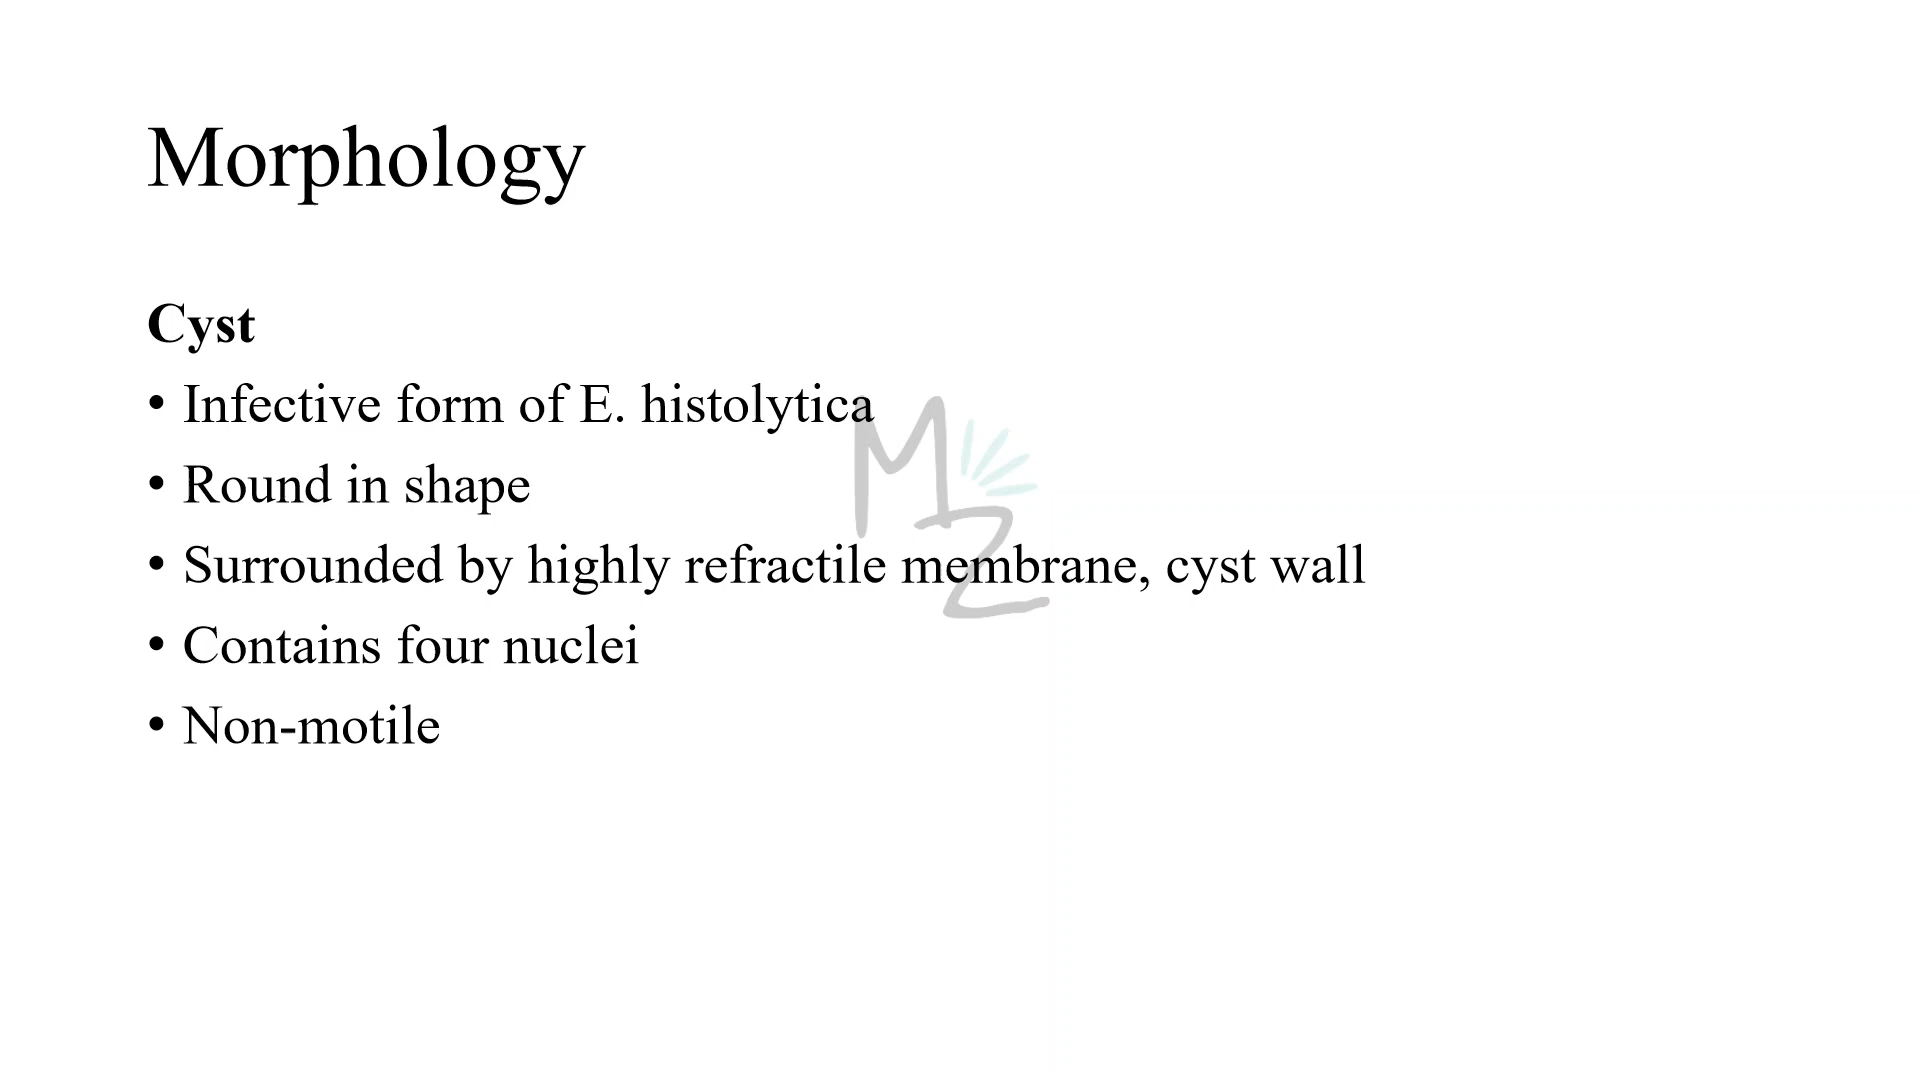 Morphology
Cyst
• Infective form of E. histolytica
• Round in shape
• Surrounded by highly refractile membrane, cyst wall
• Contains four nuclei
• Non-motile
MZ